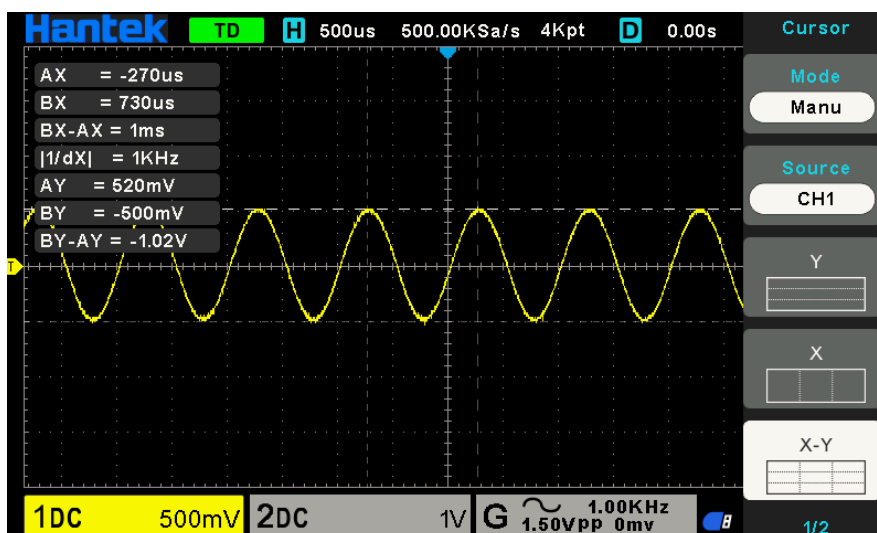 Hantek TD H 500us 500.00KSa/s 4Kpt D 0.00s Cursor
AX = -270us
BX = 730us
BX-AX = 1ms
|1/dX| = 1KHz
AY = 520mV
BY = -500mV
BY-AY = -1.02V
T
Mode
Manu
Source
CH1
Y
X
X-Y
1DC 500mV 2DC 1V G 1.00KHz
1.50Vpp 0mv
1/2